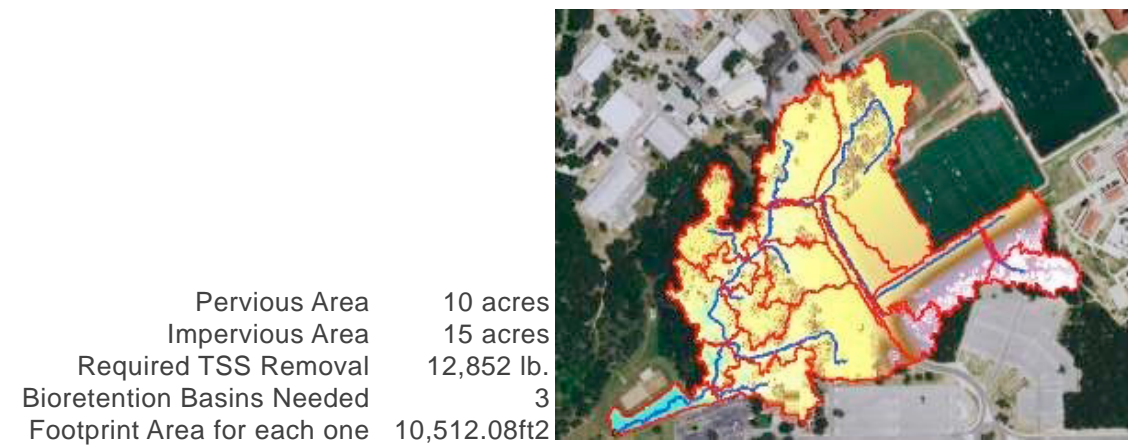 Pervious Area 10 acres
Impervious Area 15 acres
Required TSS Removal 12,852 lb.
Bioretention Basins Needed 3
Footprint Area for each one 10,512.08ft2